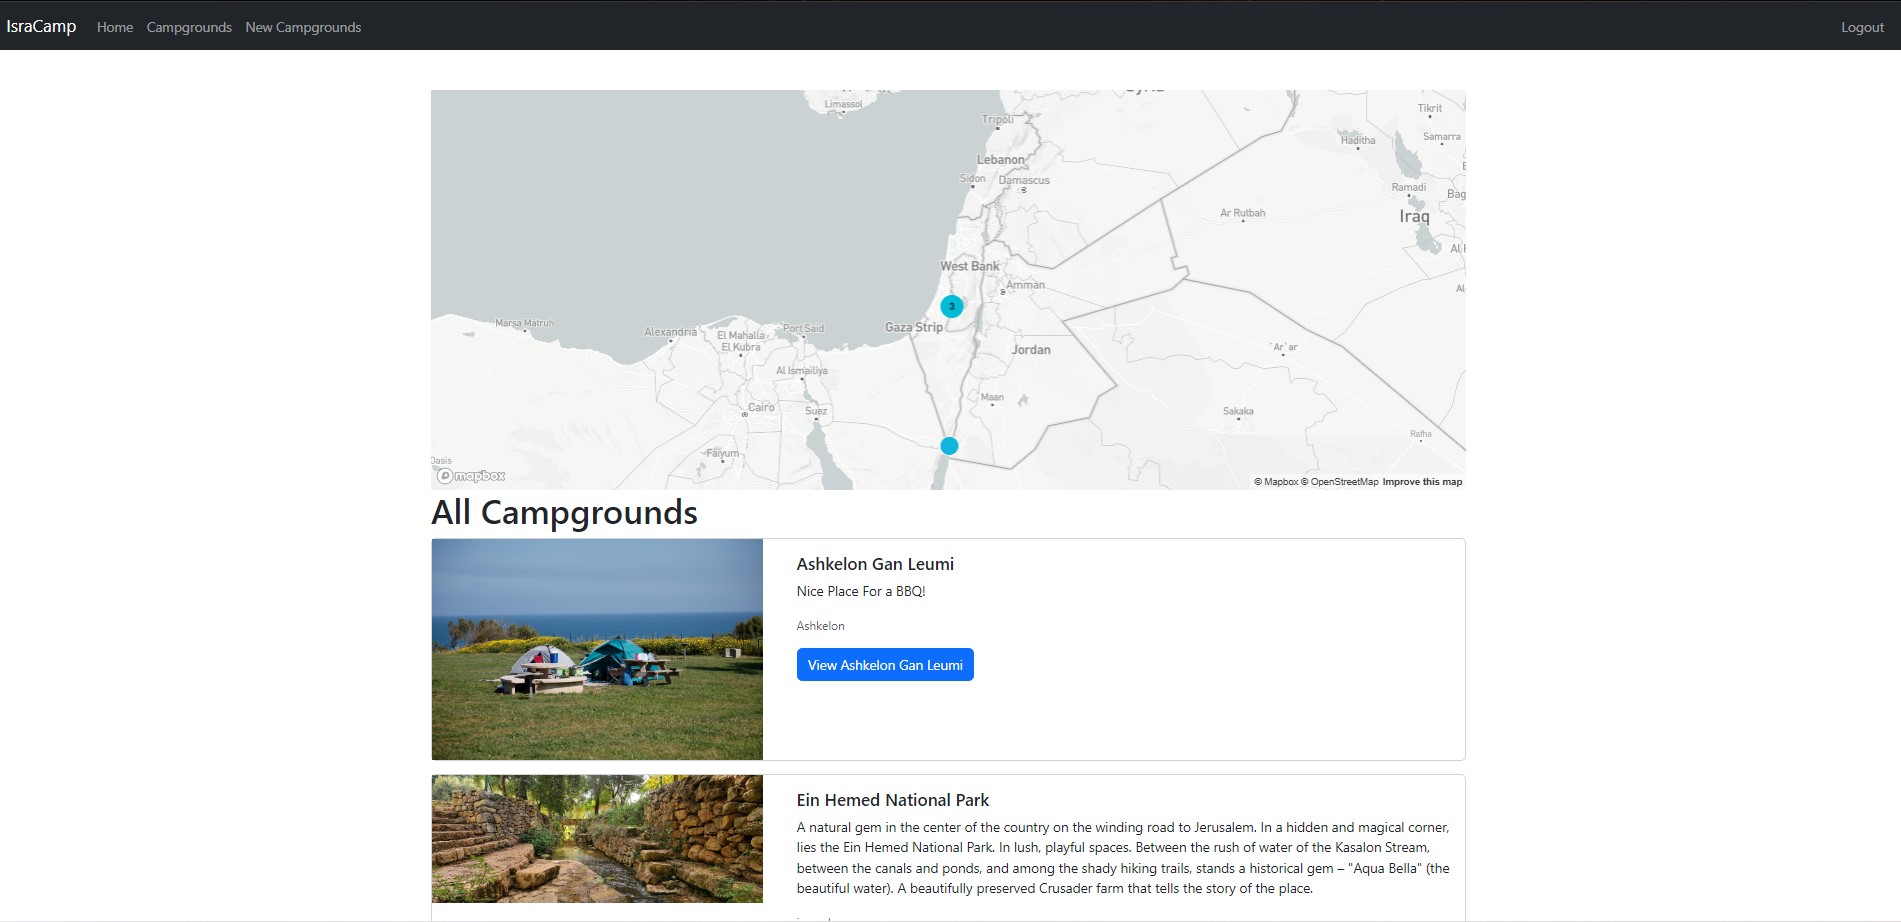 IsraCamp
Home
Campgrounds
New Campgrounds
Logout
Limassol
Tripoli
Tikrit
Samarra
Haditha
Lebanon
Sidon
Damascus
Ramadi
Bag
Ar Rutbah
Iraq
West Bank
Amman
3
Marsa Matruh
Alexandria
El Mahalla
El Kubra
Port Said
Gaza Strip
Jordan
`Ar`ar
Al Ismailiya
Maan
Cairo
Suez
Sakaka
Rafha
Faiyum
Oasis
mapbox
© Mapbox © OpenStreetMap Improve this map
All Campgrounds
Ashkelon Gan Leumi
Nice Place For a BBQ!
Ashkelon
View Ashkelon Gan Leumi
Ein Hemed National Park
A natural gem in the center of the country on the winding road to Jerusalem. In a hidden and magical corner,
lies the Ein Hemed National Park. In lush, playful spaces. Between the rush of water of the Kasalon Stream,
between the canals and ponds, and among the shady hiking trails, stands a historical gem – "Aqua Bella" (the
beautiful water). A beautifully preserved Crusader farm that tells the story of the place.